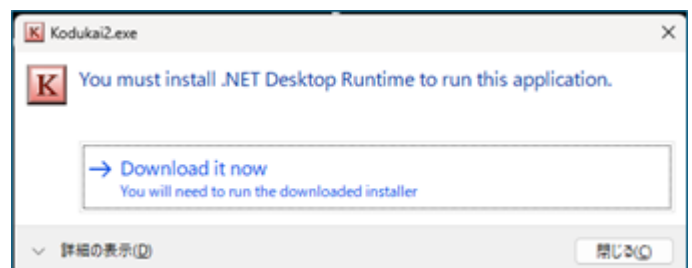 Kodukai2.exe
K
You must install .NET Desktop Runtime to run this application.
→ Download it now
You will need to run the downloaded installer
詳細の表示(D)
閉じる(C)